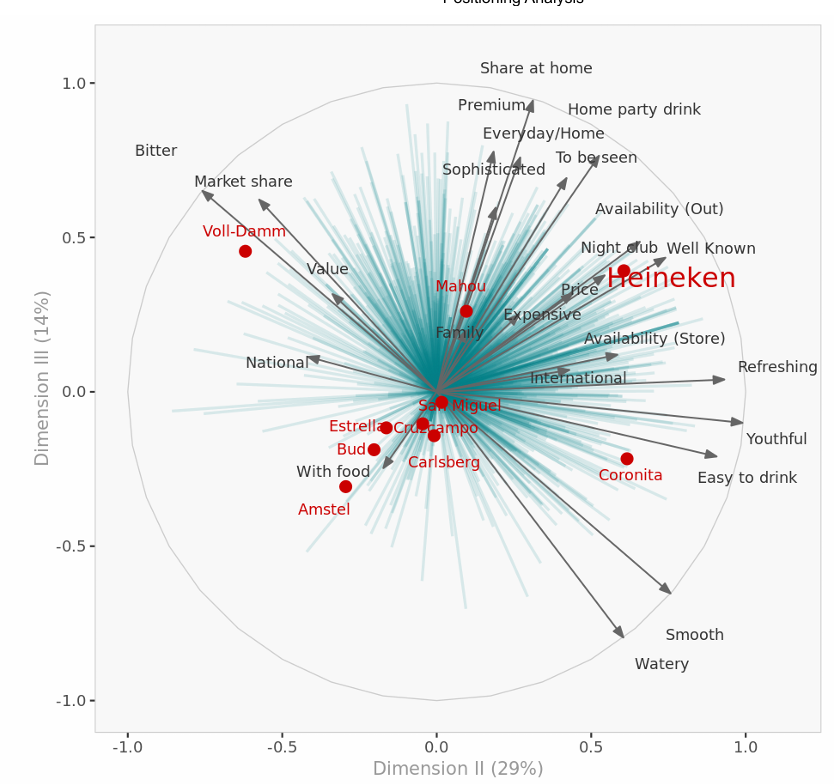 Positioning Analysis
Share at home
1.0
Premium
Home party drink
Everyday/Home
Bitter
To be seen
Sophisticated
Market share
Availability (Out)
0.5
Voll-Damm
Night club
Well Known
Value
Heineken
Mahou
Price
Expensive
Family
Availability (Store)
National
Refreshing
International
0.0
San Miguel
Estrella
Cruzcampo
Youthful
Bud
Carlsberg
With food
Coronita
Easy to drink
Amstel
-0.5
Smooth
Watery
-1.0
Dimension III (14%)
-1.0 -0.5 0.0 0.5 1.0
Dimension II (29%)